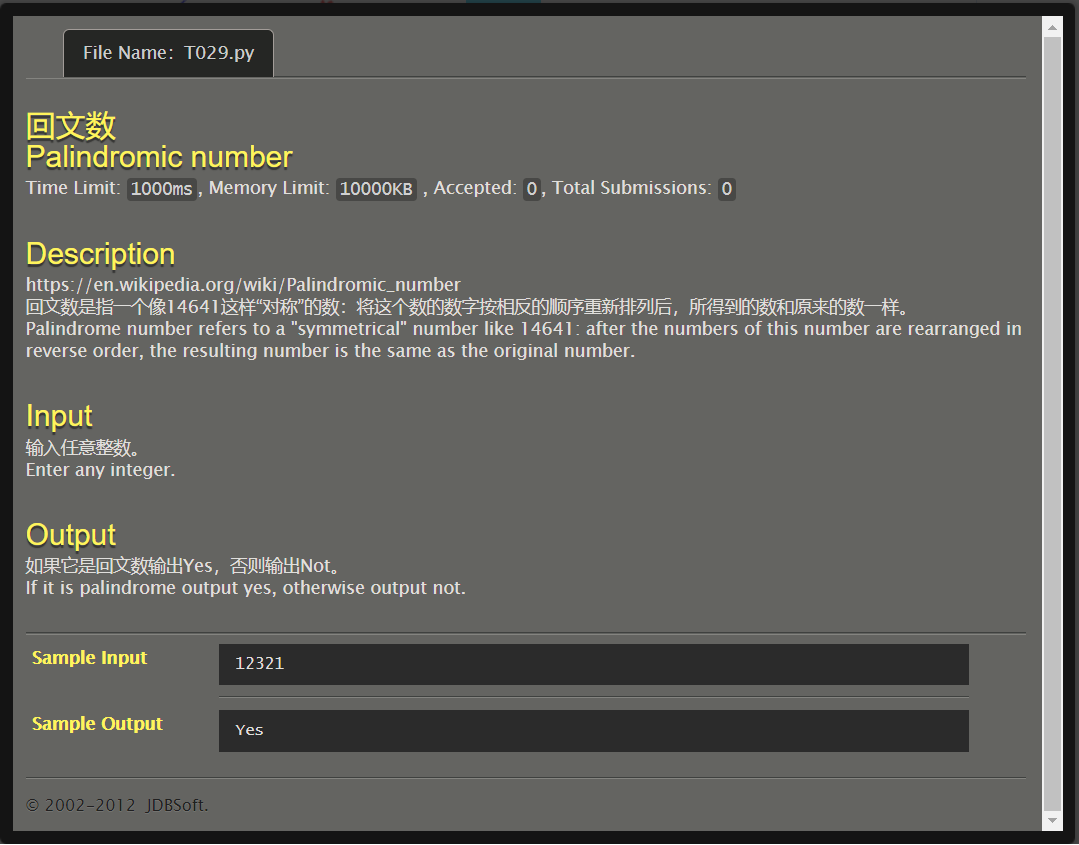 File Name：T029.py
回文数
Palindromic number
Time Limit: 1000ms, Memory Limit: 10000KB , Accepted: 0, Total Submissions: 0
Description
https://en.wikipedia.org/wiki/Palindromic_number
回文数是指一个像14641这样“对称”的数：将这个数的数字按相反的顺序重新排列后，所得到的数和原来的数一样。
Palindrome number refers to a "symmetrical" number like 14641: after the numbers of this number are rearranged in
reverse order, the resulting number is the same as the original number.
Input
输入任意整数。
Enter any integer.
Output
如果它是回文数输出Yes，否则输出Not。
If it is palindrome output yes, otherwise output not.
Sample Input
12321
Sample Output
Yes
© 2002-2012 JDBSoft.